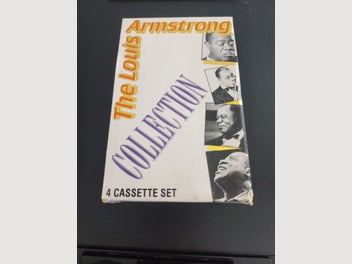 The Louis
Armstrong
COLLECTION
4 CASSETTE SET